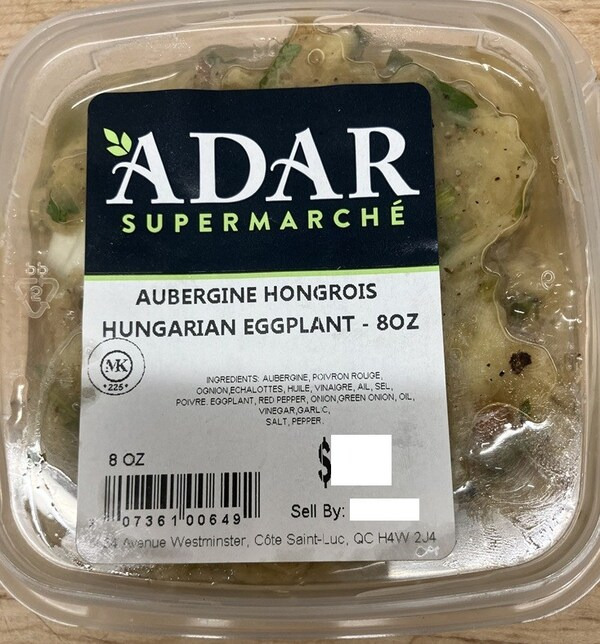 ADAR
SUPERMARCHÉ
AUBERGINE HONGROIS
HUNGARIAN EGGPLANT - 8OZ
MK
225
INGREDIENTS: AUBERGINE, POIVRON ROUGE,
OGNION,ECHALOTTES, HUILE, VINAIGRE, AIL, SEL,
POIVRE. EGGPLANT, RED PEPPER, ONION,GREEN ONION, OIL,
VINEGAR,GARLIC,
SALT, PEPPER.
8 OZ
$
07361 00649
Sell By:
Avenue Westminster, Côte Saint-Luc, QC H4W 2J4